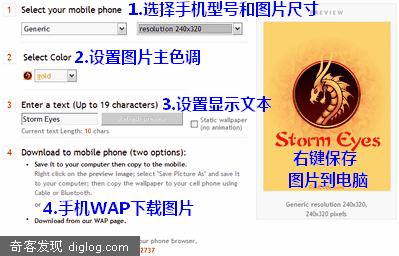 1 Select your mobile phone 1.选择手机型号和图片尺寸
Generic resolution 240x320
PREVIEW
2 Select Color 2.设置图片主色调
gold
3 Enter a text (Up to 19 characters) 3.设置显示文本
Storm Eyes Refresh preview Static wallpaper
(no animation)
Current text Length: 10 chars
Storm Eyes
右键保存
图片到电脑
4 Download to mobile phone (two options):
Save it to your computer then copy to the mobile.
Right click on the preview image; select "Save Picture As" and save
it to your computer; then copy the wallpaper to your cell phone using
Cable or Bluetooth.
or
4.手机WAP下载图片
Download from our WAP page.
Generic resolution 240x320,
240x320 pixels
奇客发现 diglog.com
your phone browser,
2737